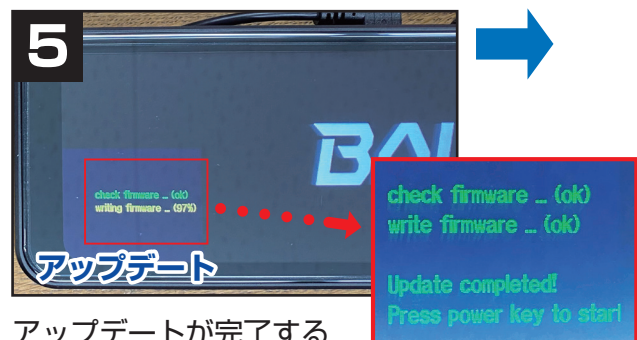 5
BAL
check firmware ... (ok)
writing firmware ... (97%)
アップデート
check firmware ... (ok)
write firmware ... (ok)
Update completed!
Press power key to start
アップデートが完了する